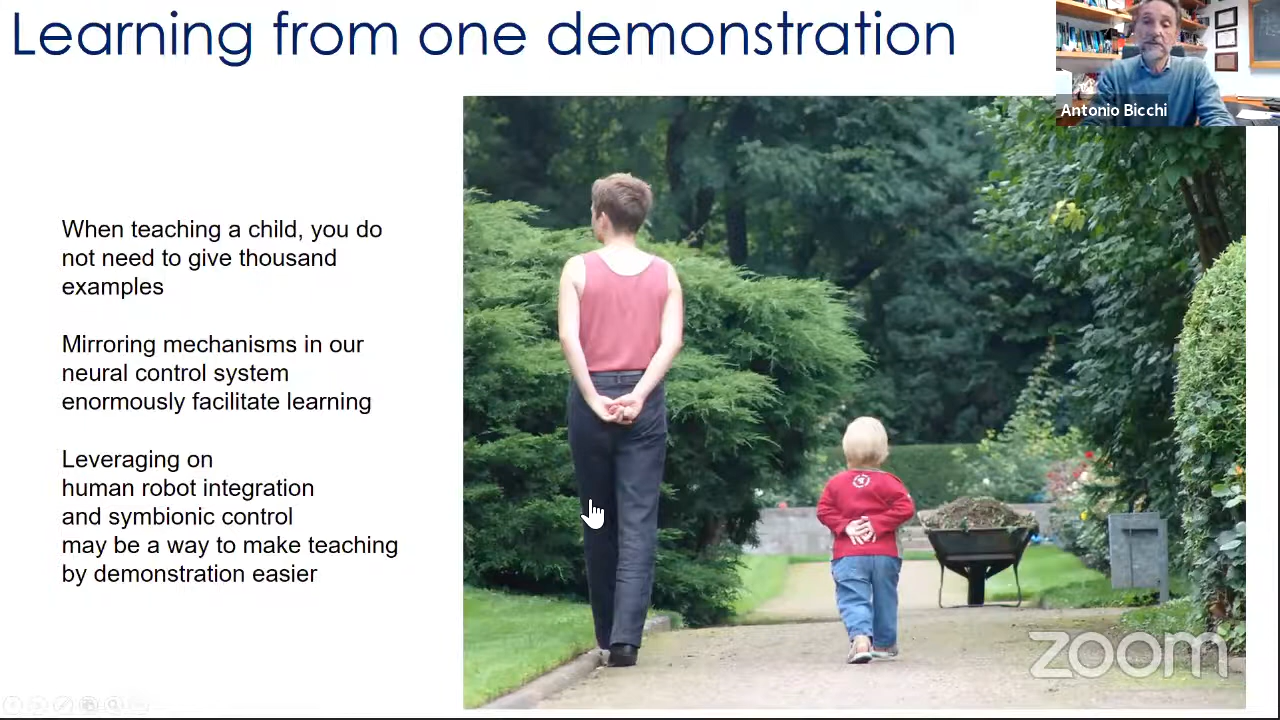 Learning from one demonstration
Antonio Bicchi
When teaching a child, you do
not need to give thousand
examples
Mirroring mechanisms in our
neural control system
enormously facilitate learning
Leveraging on
human robot integration
and symbionic control
may be a way to make teaching
by demonstration easier
zoom